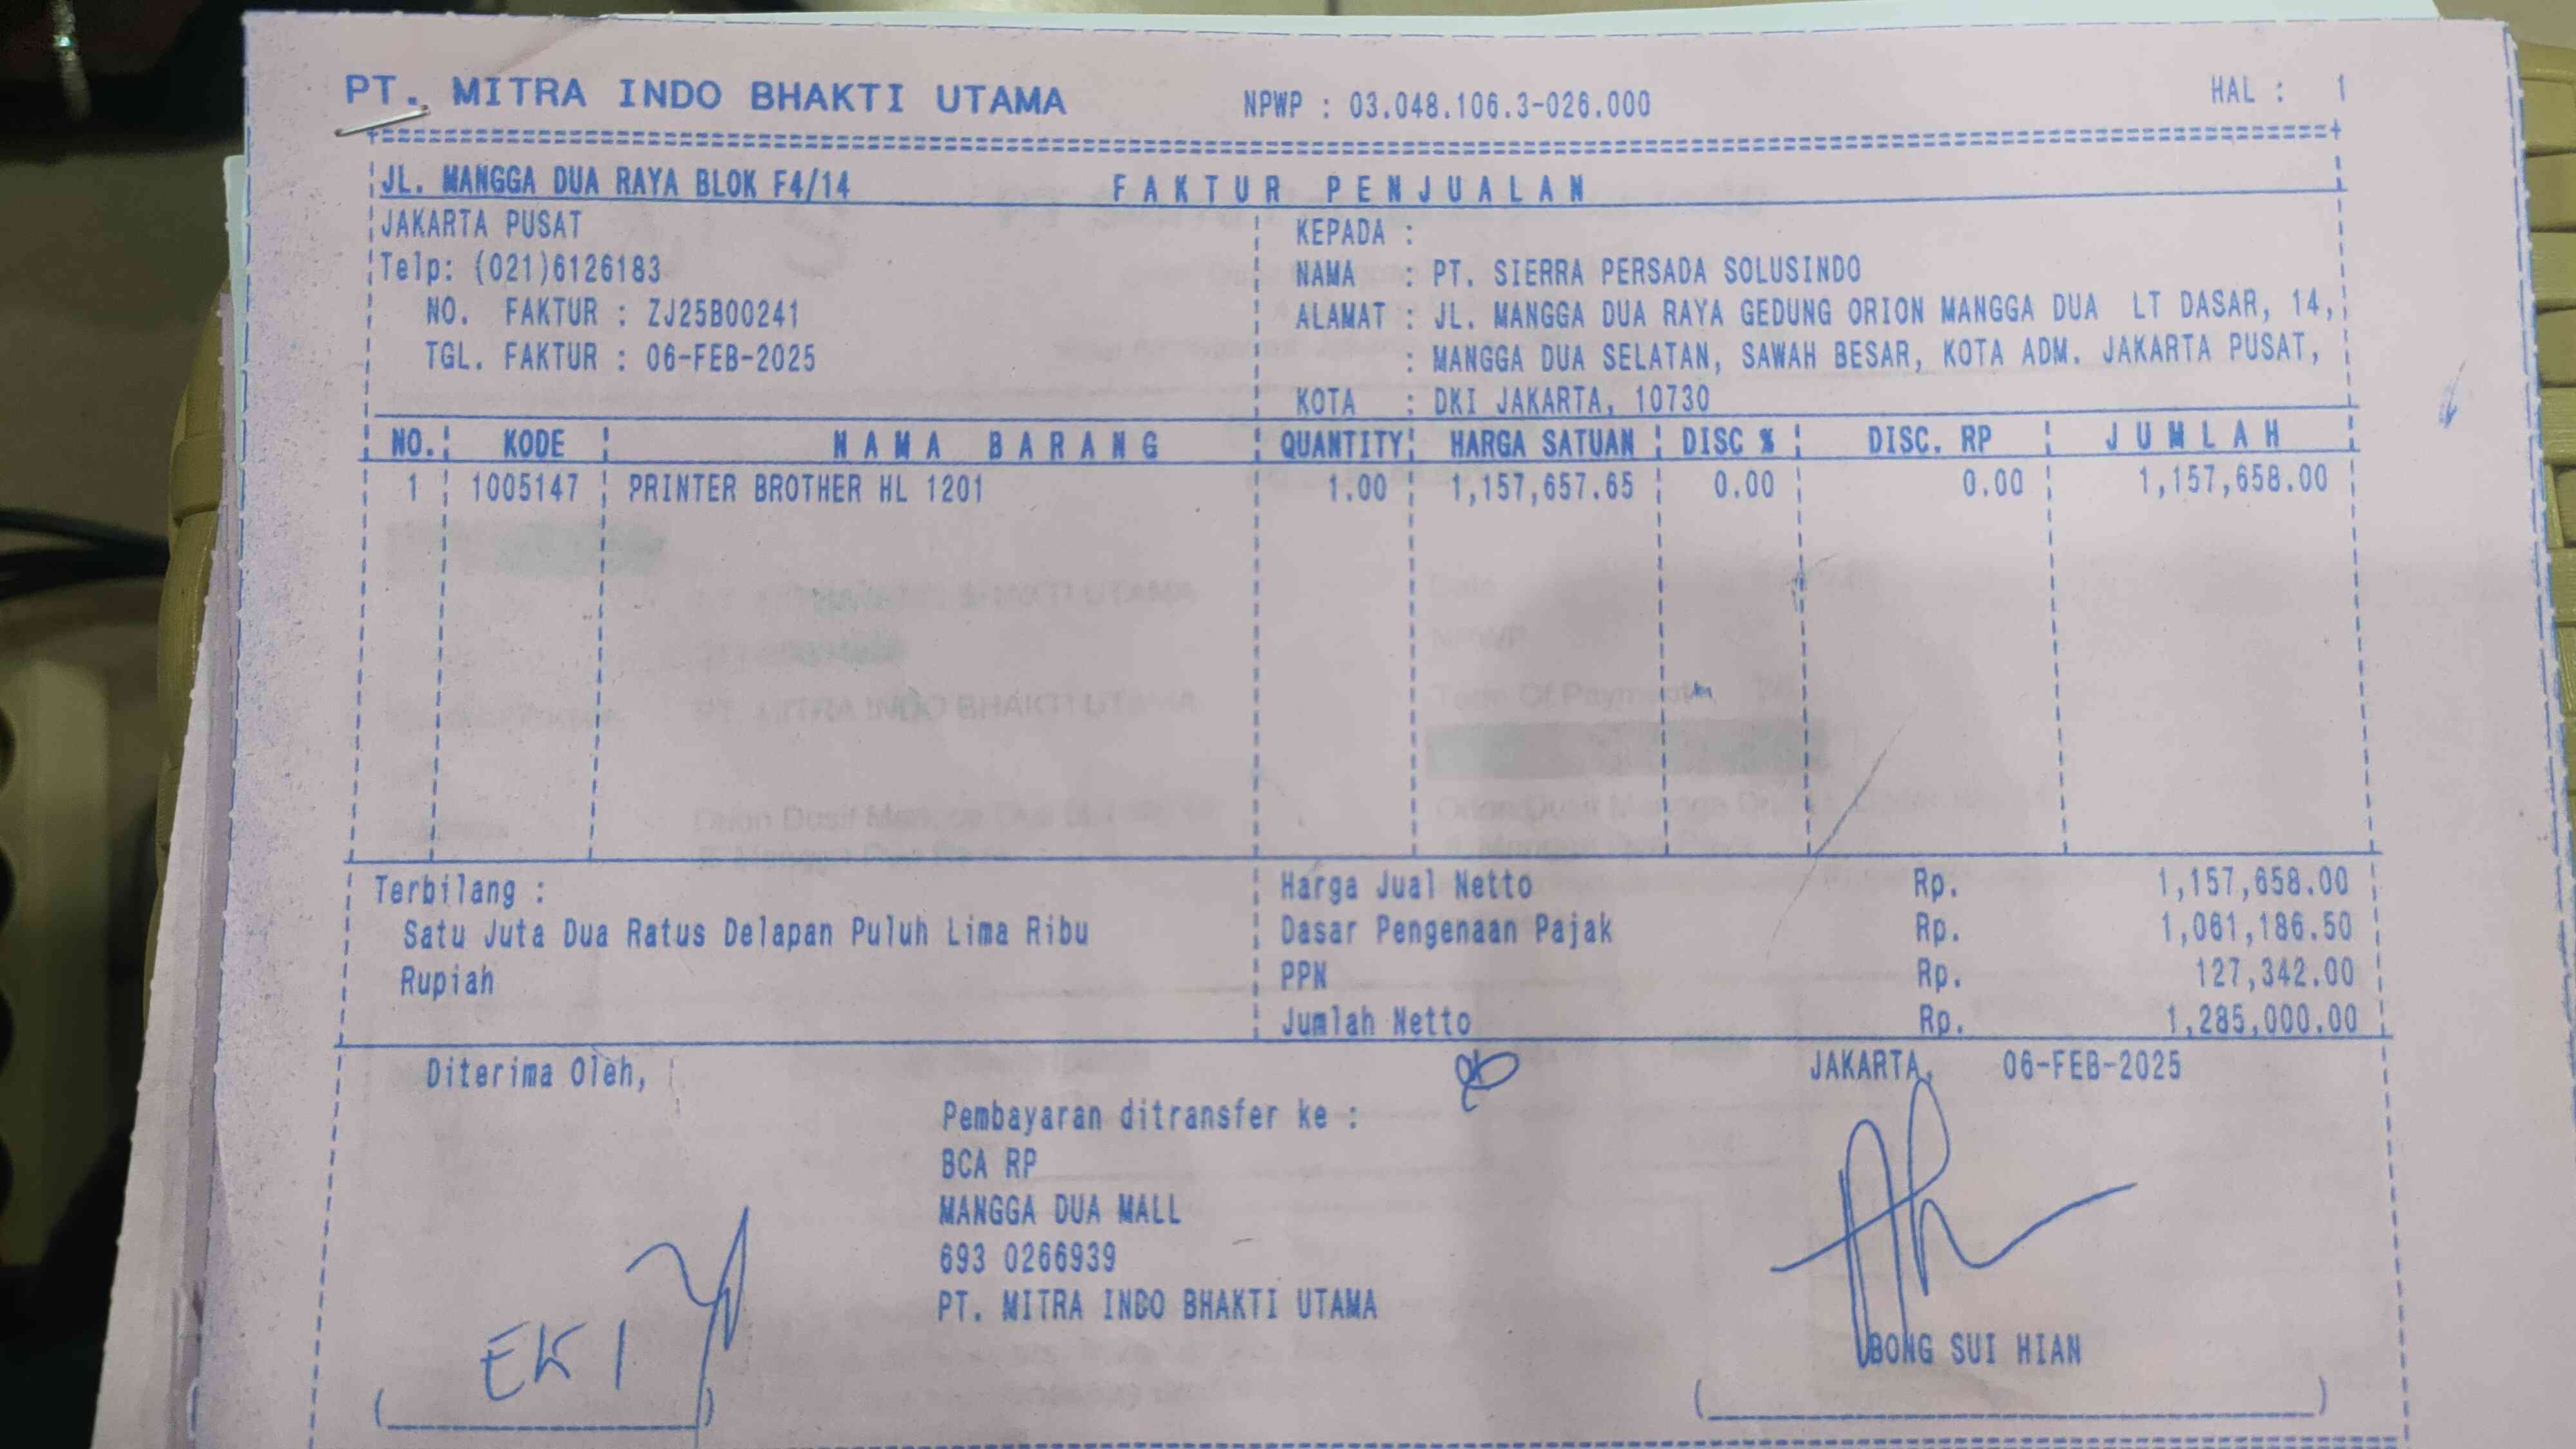 PT. MITRA INDO BHAKTI UTAMA NPWP : 03.048.106.3-026.000 HAL : 1
JL. MANGGA DUA RAYA BLOK F4/14 FAKTUR PENJUALAN
JAKARTA PUSAT KEPADA :
Telp: (021)6126183 NAMA : PT. SIERRA PERSADA SOLUSINDO
NO. FAKTUR : ZJ25B00241 ALAMAT : JL. MANGGA DUA RAYA GEDUNG ORION MANGGA DUA LT DASAR, 14,
TGL. FAKTUR : 06-FEB-2025 : MANGGA DUA SELATAN, SAWAH BESAR, KOTA ADM. JAKARTA PUSAT,
KOTA : DKI JAKARTA, 10730
NO. KODE NAMA BARANG QUANTITY HARGA SATUAN DISC % DISC. RP JUMLAH
1 1005147 PRINTER BROTHER HL 1201 1.00 1,157,657.65 0.00 0.00 1,157,658.00
Terbilang : Harga Jual Netto Rp. 1,157,658.00
Satu Juta Dua Ratus Delapan Puluh Lima Ribu Dasar Pengenaan Pajak Rp. 1,061,186.50
Rupiah PPN Rp. 127,342.00
Jumlah Netto Rp. 1,285,000.00
Diterima Oleh, JAKARTA, 06-FEB-2025
Pembayaran ditransfer ke :
BCA RP
MANGGA DUA MALL
693 0266939
PT. MITRA INDO BHAKTI UTAMA
EKI BONG SUI HIAN